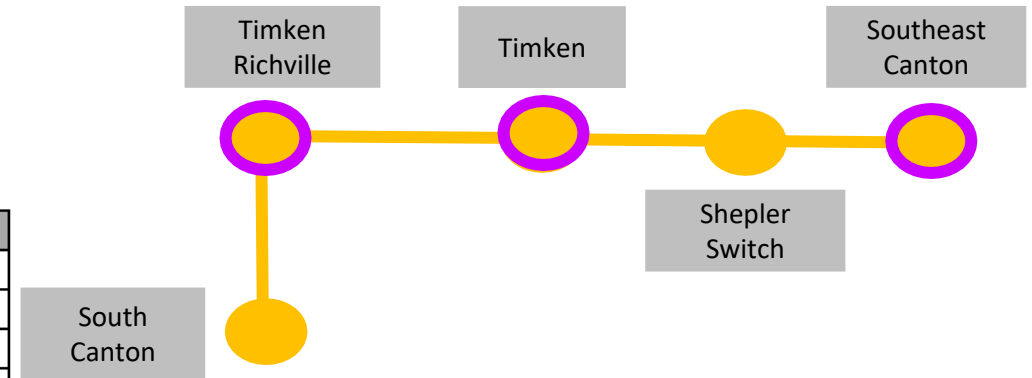 Timken
Richville
Timken
Southeast
Canton
Shepler
Switch
South
Canton